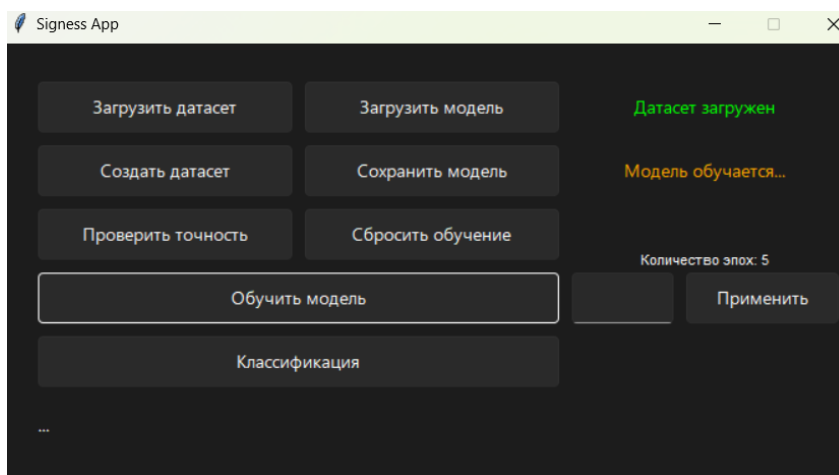 Signess App
Загрузить датасет
Загрузить модель
Датасет загружен
Создать датасет
Сохранить модель
Модель обучается...
Проверить точность
Сбросить обучение
Количество эпох: 5
Обучить модель
Применить
Классификация
...